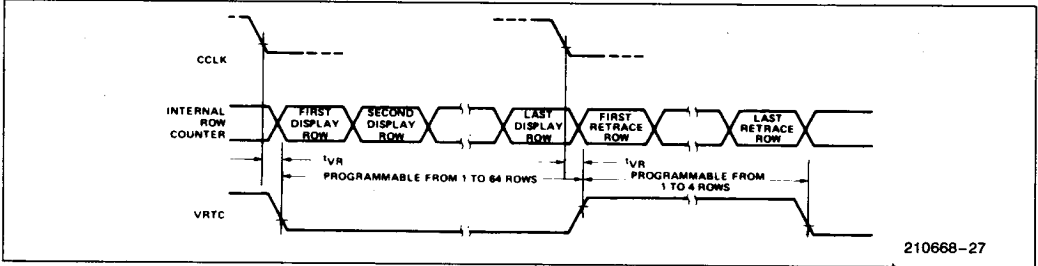 CCLK
INTERNAL
ROW
COUNTER
FIRST
DISPLAY
ROW
SECOND
DISPLAY
ROW
LAST
DISPLAY
ROW
FIRST
RETRACE
ROW
LAST
RETRACE
ROW
tVR
PROGRAMMABLE FROM 1 TO 64 ROWS
tVR
PROGRAMMABLE FROM
1 TO 4 ROWS
VRTC
210668-27